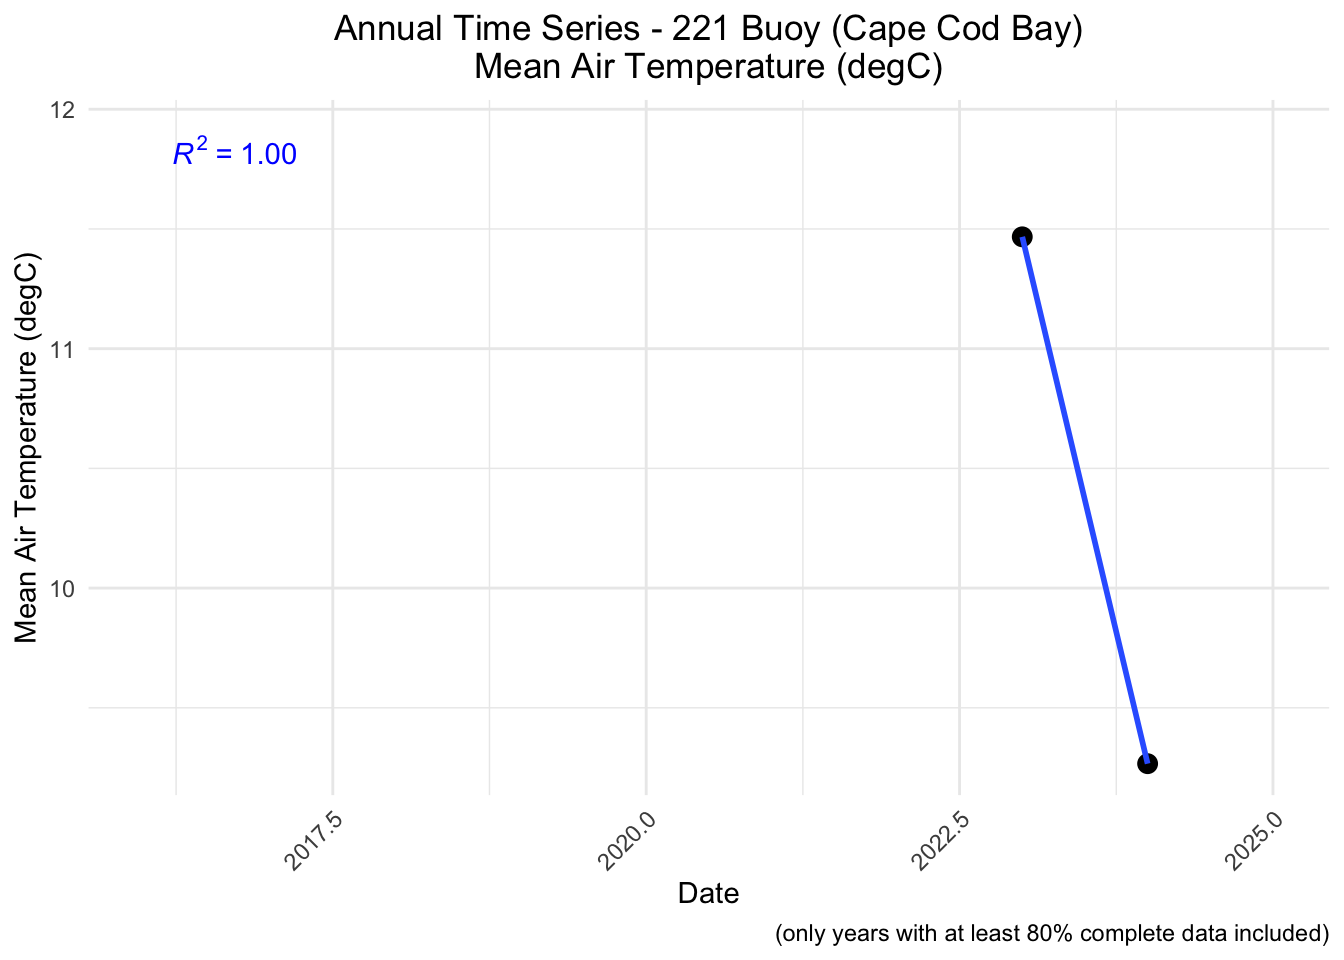 Annual Time Series - 221 Buoy (Cape Cod Bay)
Mean Air Temperature (degC)
12
R² = 1.00
11
10
Mean Air Temperature (degC)
2017.5
2020.0
2022.5
2025.0
Date
(only years with at least 80% complete data included)